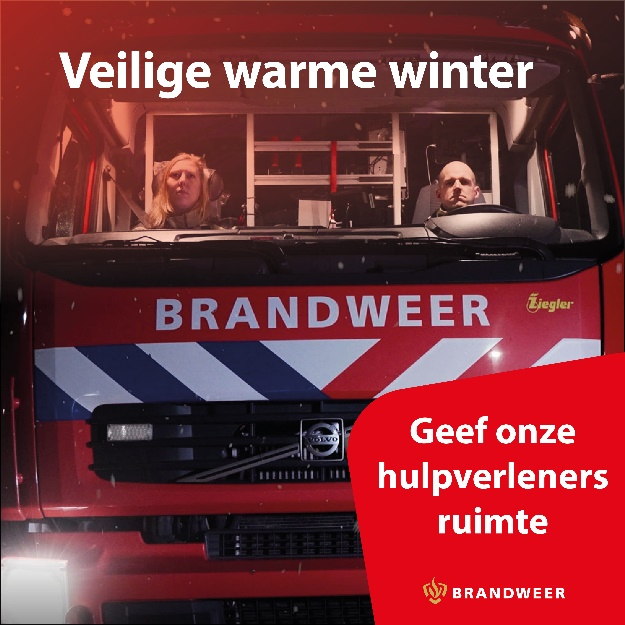 Veilige warme winter
BRANDWEER
Ziegler
VOLVO
Geef onze
hulpverleners
ruimte
BRANDWEER